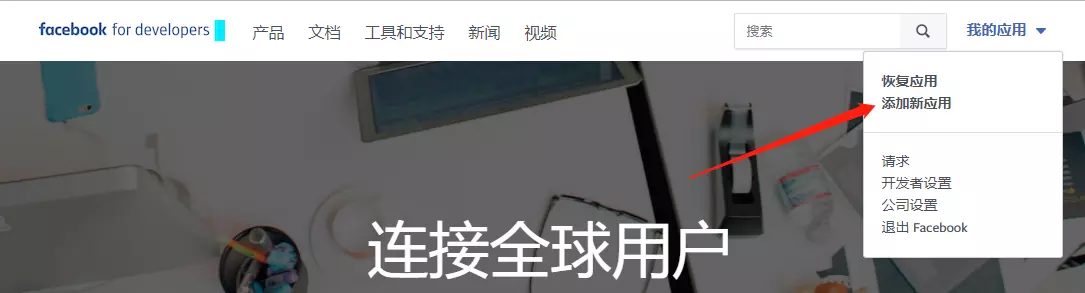 facebook for developers 产品 文档 工具和支持 新闻 视频 搜索 我的应用
恢复应用
添加新应用
请求
开发者设置
公司设置
退出 Facebook
连接全球用户